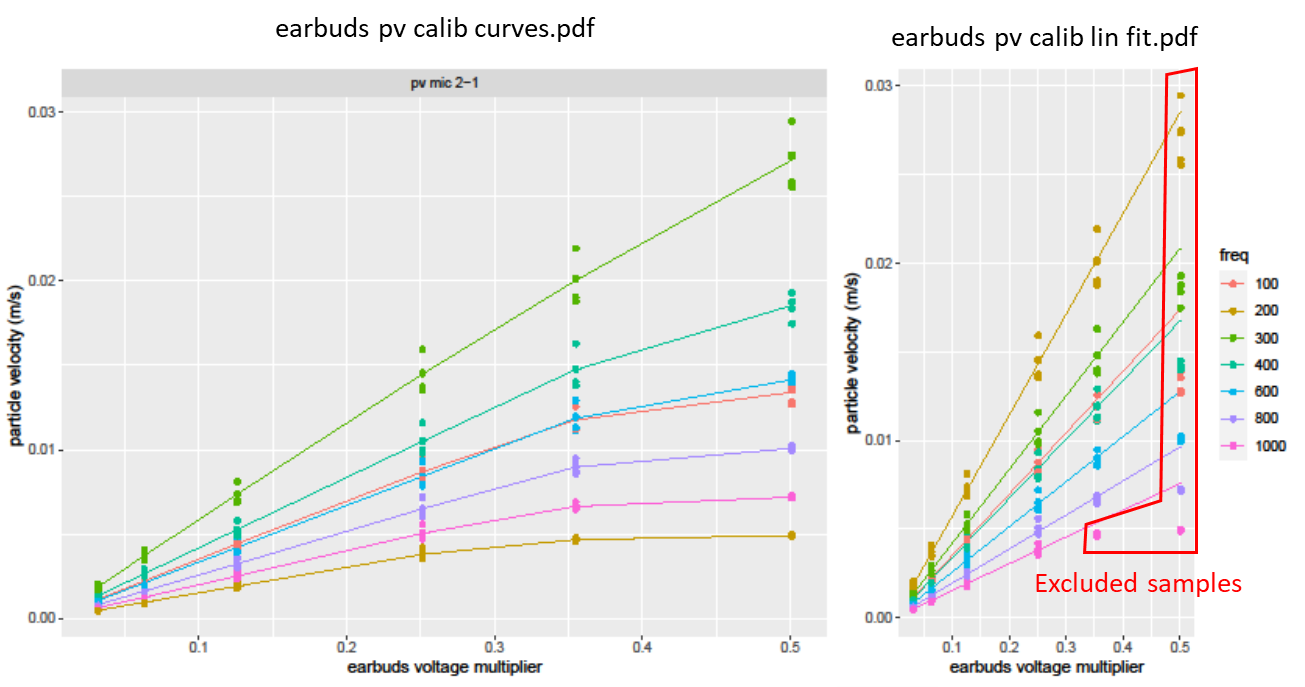 earbuds pv calib curves.pdf
earbuds pv calib lin fit.pdf
pv mic 2−1
0.03
0.02
0.01
0.00
particle velocity (m/s)
0.1 0.2 0.3 0.4 0.5
earbuds voltage multiplier
0.03
0.02
0.01
0.00
particle velocity (m/s)
0.1 0.2 0.3 0.4 0.5
earbuds voltage multiplier
Excluded samples
freq
100
200
300
400
600
800
1000